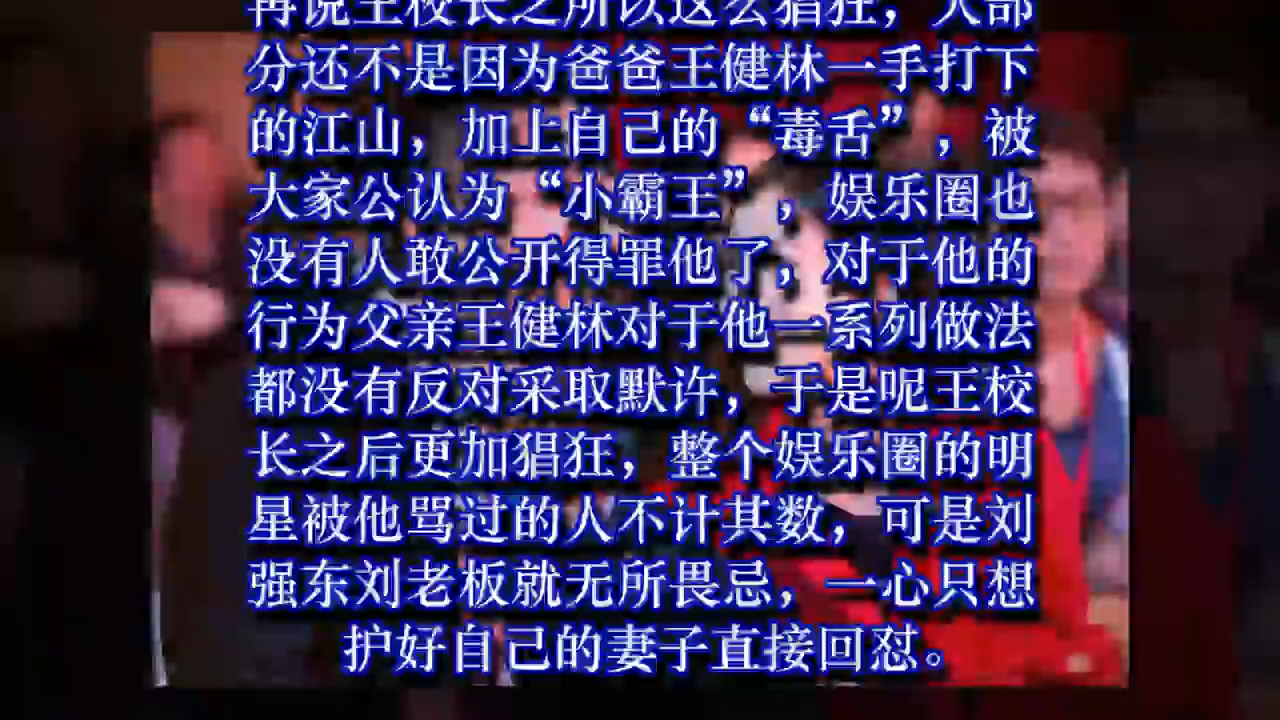 再说王校长之所以这么猖狂，大部
分还不是因为爸爸王健林一手打下
的江山，加上自己的“毒舌”，被
大家公认为“小霸王”，娱乐圈也
没有人敢公开得罪他了，对于他的
行为父亲王健林对于他一系列做法
都没有反对采取默许，于是呢王校
长之后更加猖狂，整个娱乐圈的明
星被他骂过的人不计其数，可是刘
强东刘老板就无所畏忌，一心只想
护好自己的妻子直接回怼。